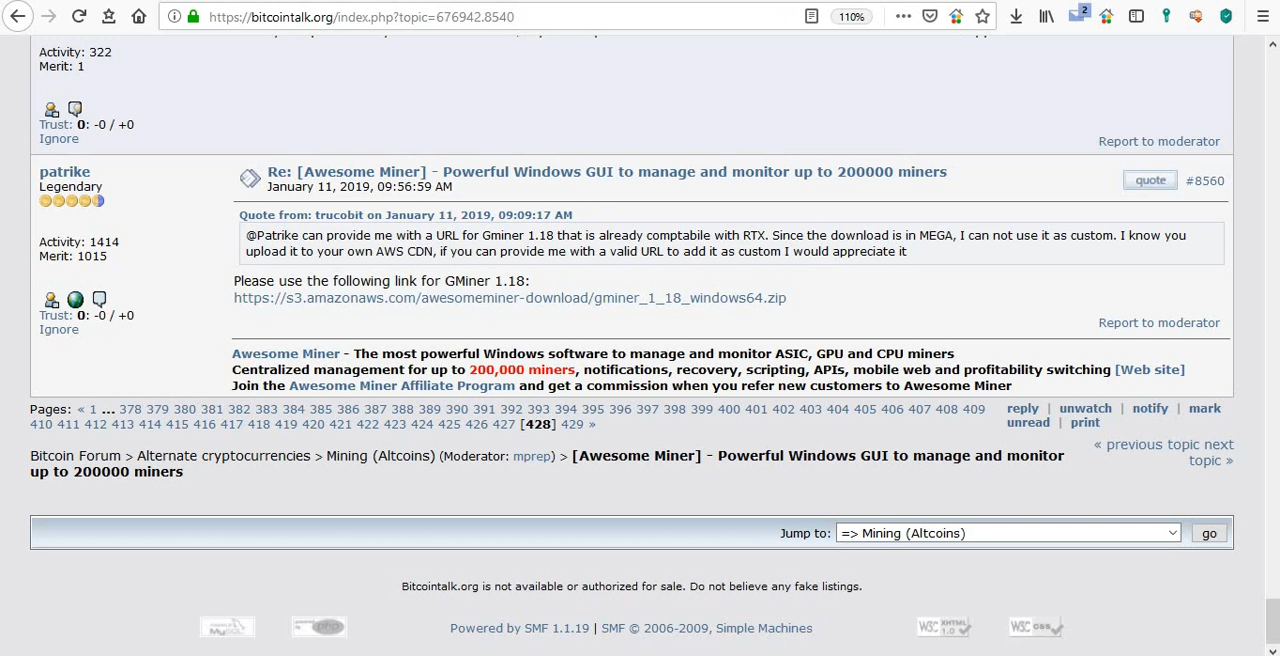 https://bitcointalk.org/index.php?topic=676942.8540
110%
2
Activity: 322
Merit: 1
Trust: 0: -0 / +0
Ignore
Report to moderator
patrike
Legendary
Activity: 1414
Merit: 1015
Trust: 0: -0 / +0
Ignore
Re: [Awesome Miner] - Powerful Windows GUI to manage and monitor up to 200000 miners
January 11, 2019, 09:56:59 AM
quote
#8560
Quote from: trucobit on January 11, 2019, 09:09:17 AM
@Patrike can provide me with a URL for Gminer 1.18 that is already comptabile with RTX. Since the download is in MEGA, I can not use it as custom. I know you
upload it to your own AWS CDN, if you can provide me with a valid URL to add it as custom I would appreciate it
Please use the following link for GMiner 1.18:
https://s3.amazonaws.com/awesomeminer-download/gminer_1_18_windows64.zip
Report to moderator
Awesome Miner - The most powerful Windows software to manage and monitor ASIC, GPU and CPU miners
Centralized management for up to 200,000 miners, notifications, recovery, scripting, APIs, mobile web and profitability switching [Web site]
Join the Awesome Miner Affiliate Program and get a commission when you refer new customers to Awesome Miner
Pages: « 1 ... 378 379 380 381 382 383 384 385 386 387 388 389 390 391 392 393 394 395 396 397 398 399 400 401 402 403 404 405 406 407 408 409
410 411 412 413 414 415 416 417 418 419 420 421 422 423 424 425 426 427 [428] 429 »
reply | unwatch | notify | mark
unread | print
« previous topic next
topic »
Bitcoin Forum > Alternate cryptocurrencies > Mining (Altcoins) (Moderator: mprep) > [Awesome Miner] - Powerful Windows GUI to manage and monitor
up to 200000 miners
Jump to: => Mining (Altcoins) go
Bitcointalk.org is not available or authorized for sale. Do not believe any fake listings.
MySQL
php
Powered by SMF 1.1.19 | SMF © 2006-2009, Simple Machines
W3C XHTML 1.0
W3C css